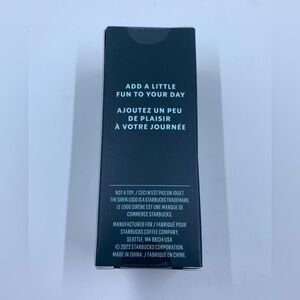 ADD A LITTLE
FUN TO YOUR DAY
AJOUTEZ UN PEU
DE PLAISIR
À VOTRE JOURNÉE
NOT A TOY. / CECI N'EST PAS UN JOUET.
THE SIREN LOGO IS A STARBUCKS TRADEMARK.
LE LOGO SIRÈNE EST UNE MARQUE DE
COMMERCE STARBUCKS.
MANUFACTURED FOR / FABRIQUÉ POUR
STARBUCKS COFFEE COMPANY,
SEATTLE, WA 98134 USA
© 2023 STARBUCKS CORPORATION.
MADE IN CHINA. / FABRIQUÉ EN CHINE.